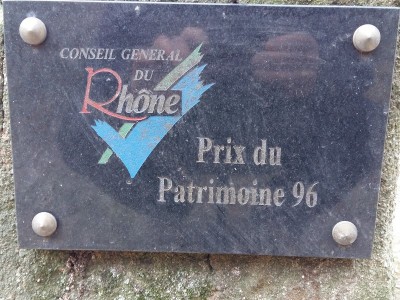 CONSEIL GENERAL
DU
Rhône
Prix du
Patrimoine 96